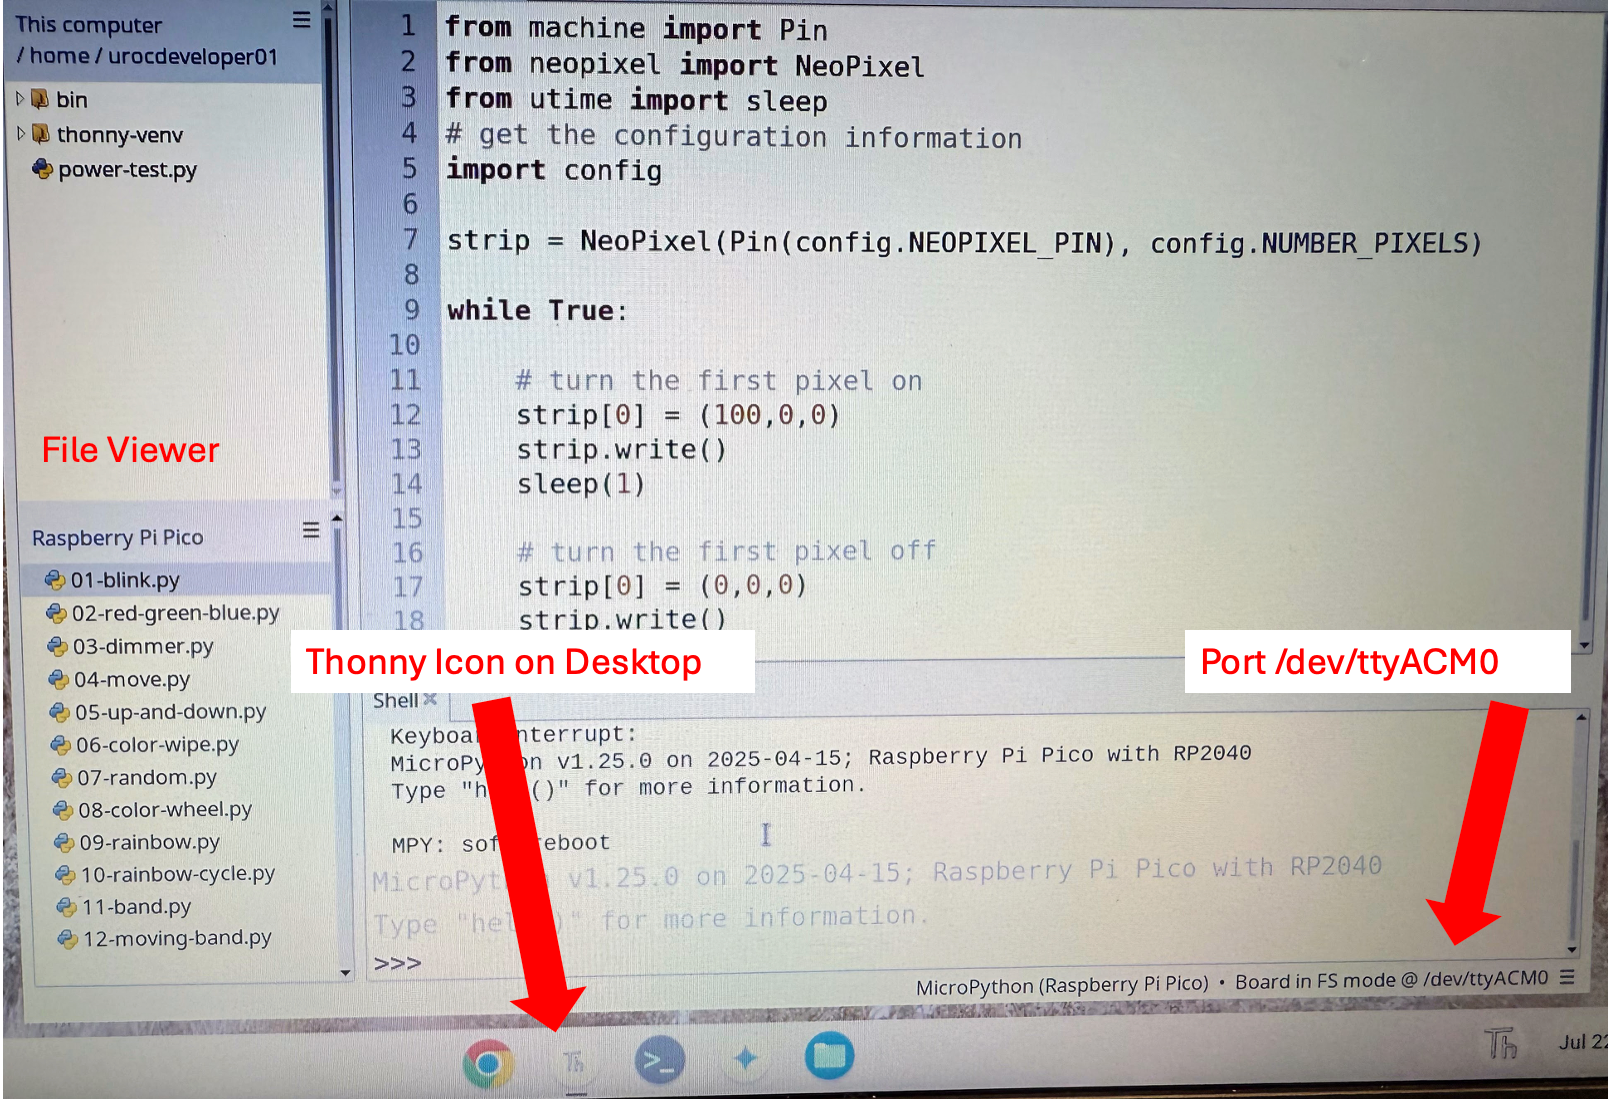 This computer
/ home / urocdeveloper01
bin
thonny-venv
power-test.py
File Viewer
Raspberry Pi Pico
01-blink.py
02-red-green-blue.py
03-dimmer.py
04-move.py
05-up-and-down.py
06-color-wipe.py
07-random.py
08-color-wheel.py
09-rainbow.py
10-rainbow-cycle.py
11-band.py
12-moving-band.py
1 from machine import Pin
2 from neopixel import NeoPixel
3 from utime import sleep
4 # get the configuration information
5 import config
6
7 strip = NeoPixel(Pin(config.NEOPIXEL_PIN), config.NUMBER_PIXELS)
8
9 while True:
10
11 # turn the first pixel on
12 strip[0] = (100,0,0)
13 strip.write()
14 sleep(1)
15
16 # turn the first pixel off
17 strip[0] = (0,0,0)
18 strip.write()
Thonny Icon on Desktop
Port /dev/ttyACM0
Shell
nterrupt:
on v1.25.0 on 2025-04-15; Raspberry Pi Pico with RP2040
Type "h ()" for more information.
MPY: sof eboot
v1.25.0 on 2025-04-15; Raspberry Pi Pico with RP2040
Type "hel )" for more information.
>>>
MicroPython (Raspberry Pi Pico) • Board in FS mode @ /dev/ttyACM0
Th
>_
Th
Jul 22